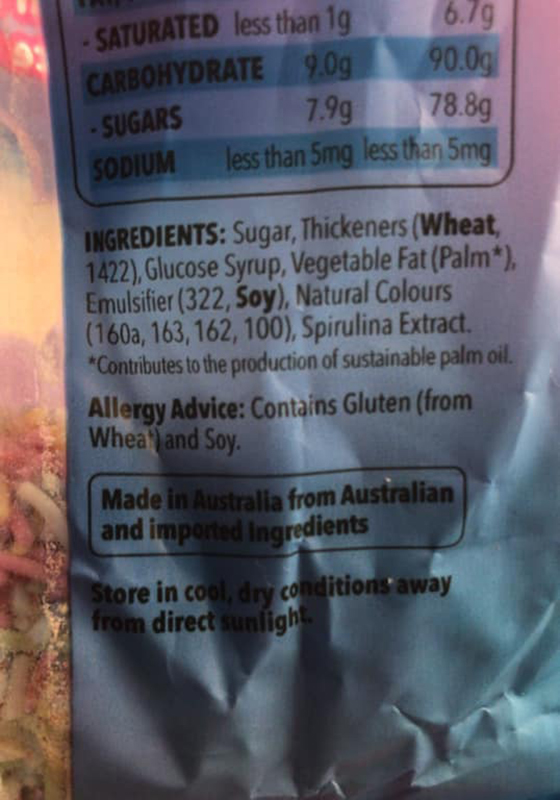 - SATURATED less than 1g 6.7g
CARBOHYDRATE 9.0g 90.0g
- SUGARS 7.9g 78.8g
SODIUM less than 5mg less than 5mg
INGREDIENTS: Sugar, Thickeners (Wheat,
1422), Glucose Syrup, Vegetable Fat (Palm*),
Emulsifier (322, Soy), Natural Colours
(160a, 163, 162, 100), Spirulina Extract.
*Contributes to the production of sustainable palm oil.
Allergy Advice: Contains Gluten (from
Wheat) and Soy.
Made in Australia from Australian
and imported Ingredients
Store in cool, dry conditions away
from direct sunlight.